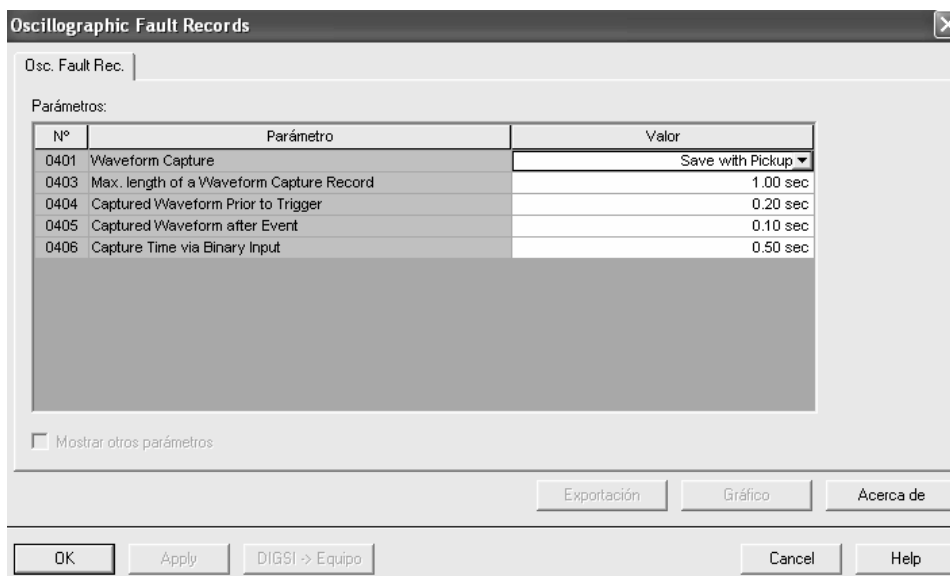 Oscillographic Fault Records
Osc. Fault Rec.
Parámetros:
Nº Parámetro Valor
0401 Waveform Capture Save with Pickup
0403 Max. length of a Waveform Capture Record 1.00 sec
0404 Captured Waveform Prior to Trigger 0.20 sec
0405 Captured Waveform after Event 0.10 sec
0406 Capture Time via Binary Input 0.50 sec
Mostrar otros parámetros
Exportación Gráfico Acerca de
OK Apply DIGSI -> Equipo Cancel Help